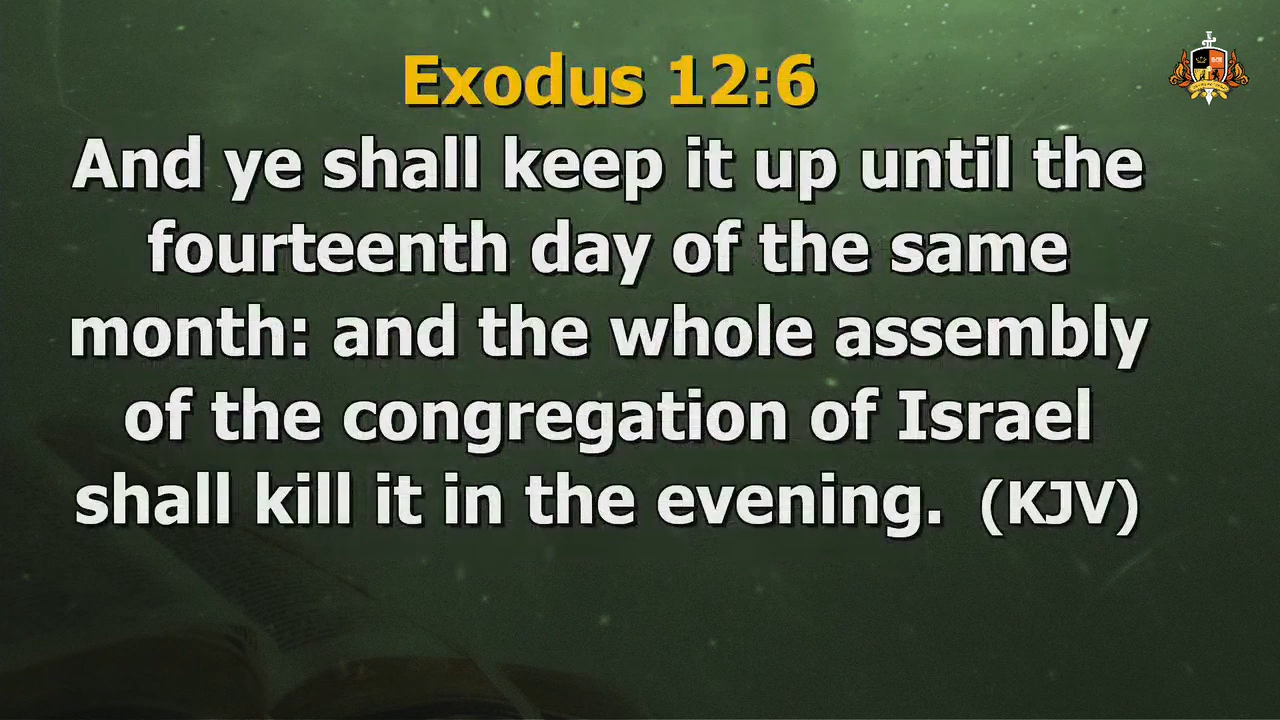 Exodus 12:6
And ye shall keep it up until the
fourteenth day of the same
month: and the whole assembly
of the congregation of Israel
shall kill it in the evening. (KJV)